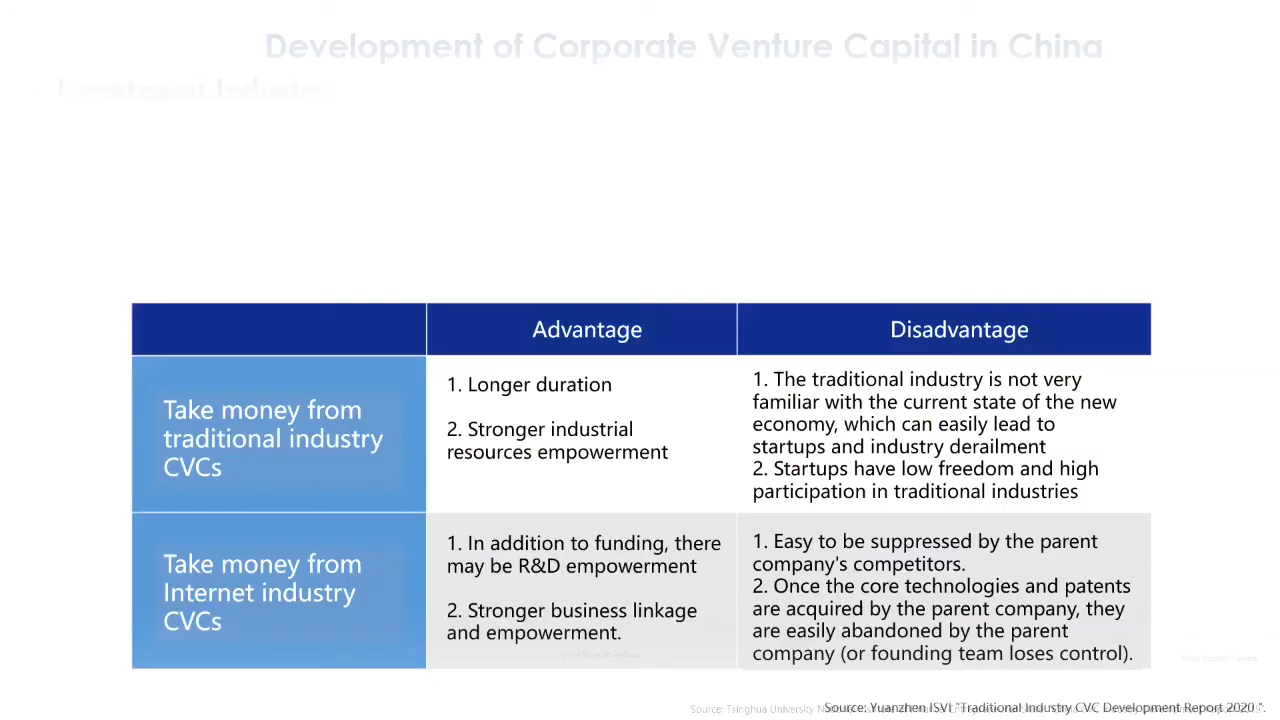 Development of Corporate Venture Capital in China
Investment Industry
Advantage
Disadvantage
Take money from
traditional industry
CVCs
1. Longer duration
2. Stronger industrial
resources empowerment
1. The traditional industry is not very
familiar with the current state of the new
economy, which can easily lead to
startups and industry derailment
2. Startups have low freedom and high
participation in traditional industries
Take money from
Internet industry
CVCs
1. In addition to funding, there
may be R&D empowerment
2. Stronger business linkage
and empowerment.
1. Easy to be suppressed by the parent
company's competitors.
2. Once the core technologies and patents
are acquired by the parent company, they
are easily abandoned by the parent
company (or founding team loses control).
Source: Tsinghua University
Source: Yuanzhen ISVI "Traditional Industry CVC Development Report 2020 ".